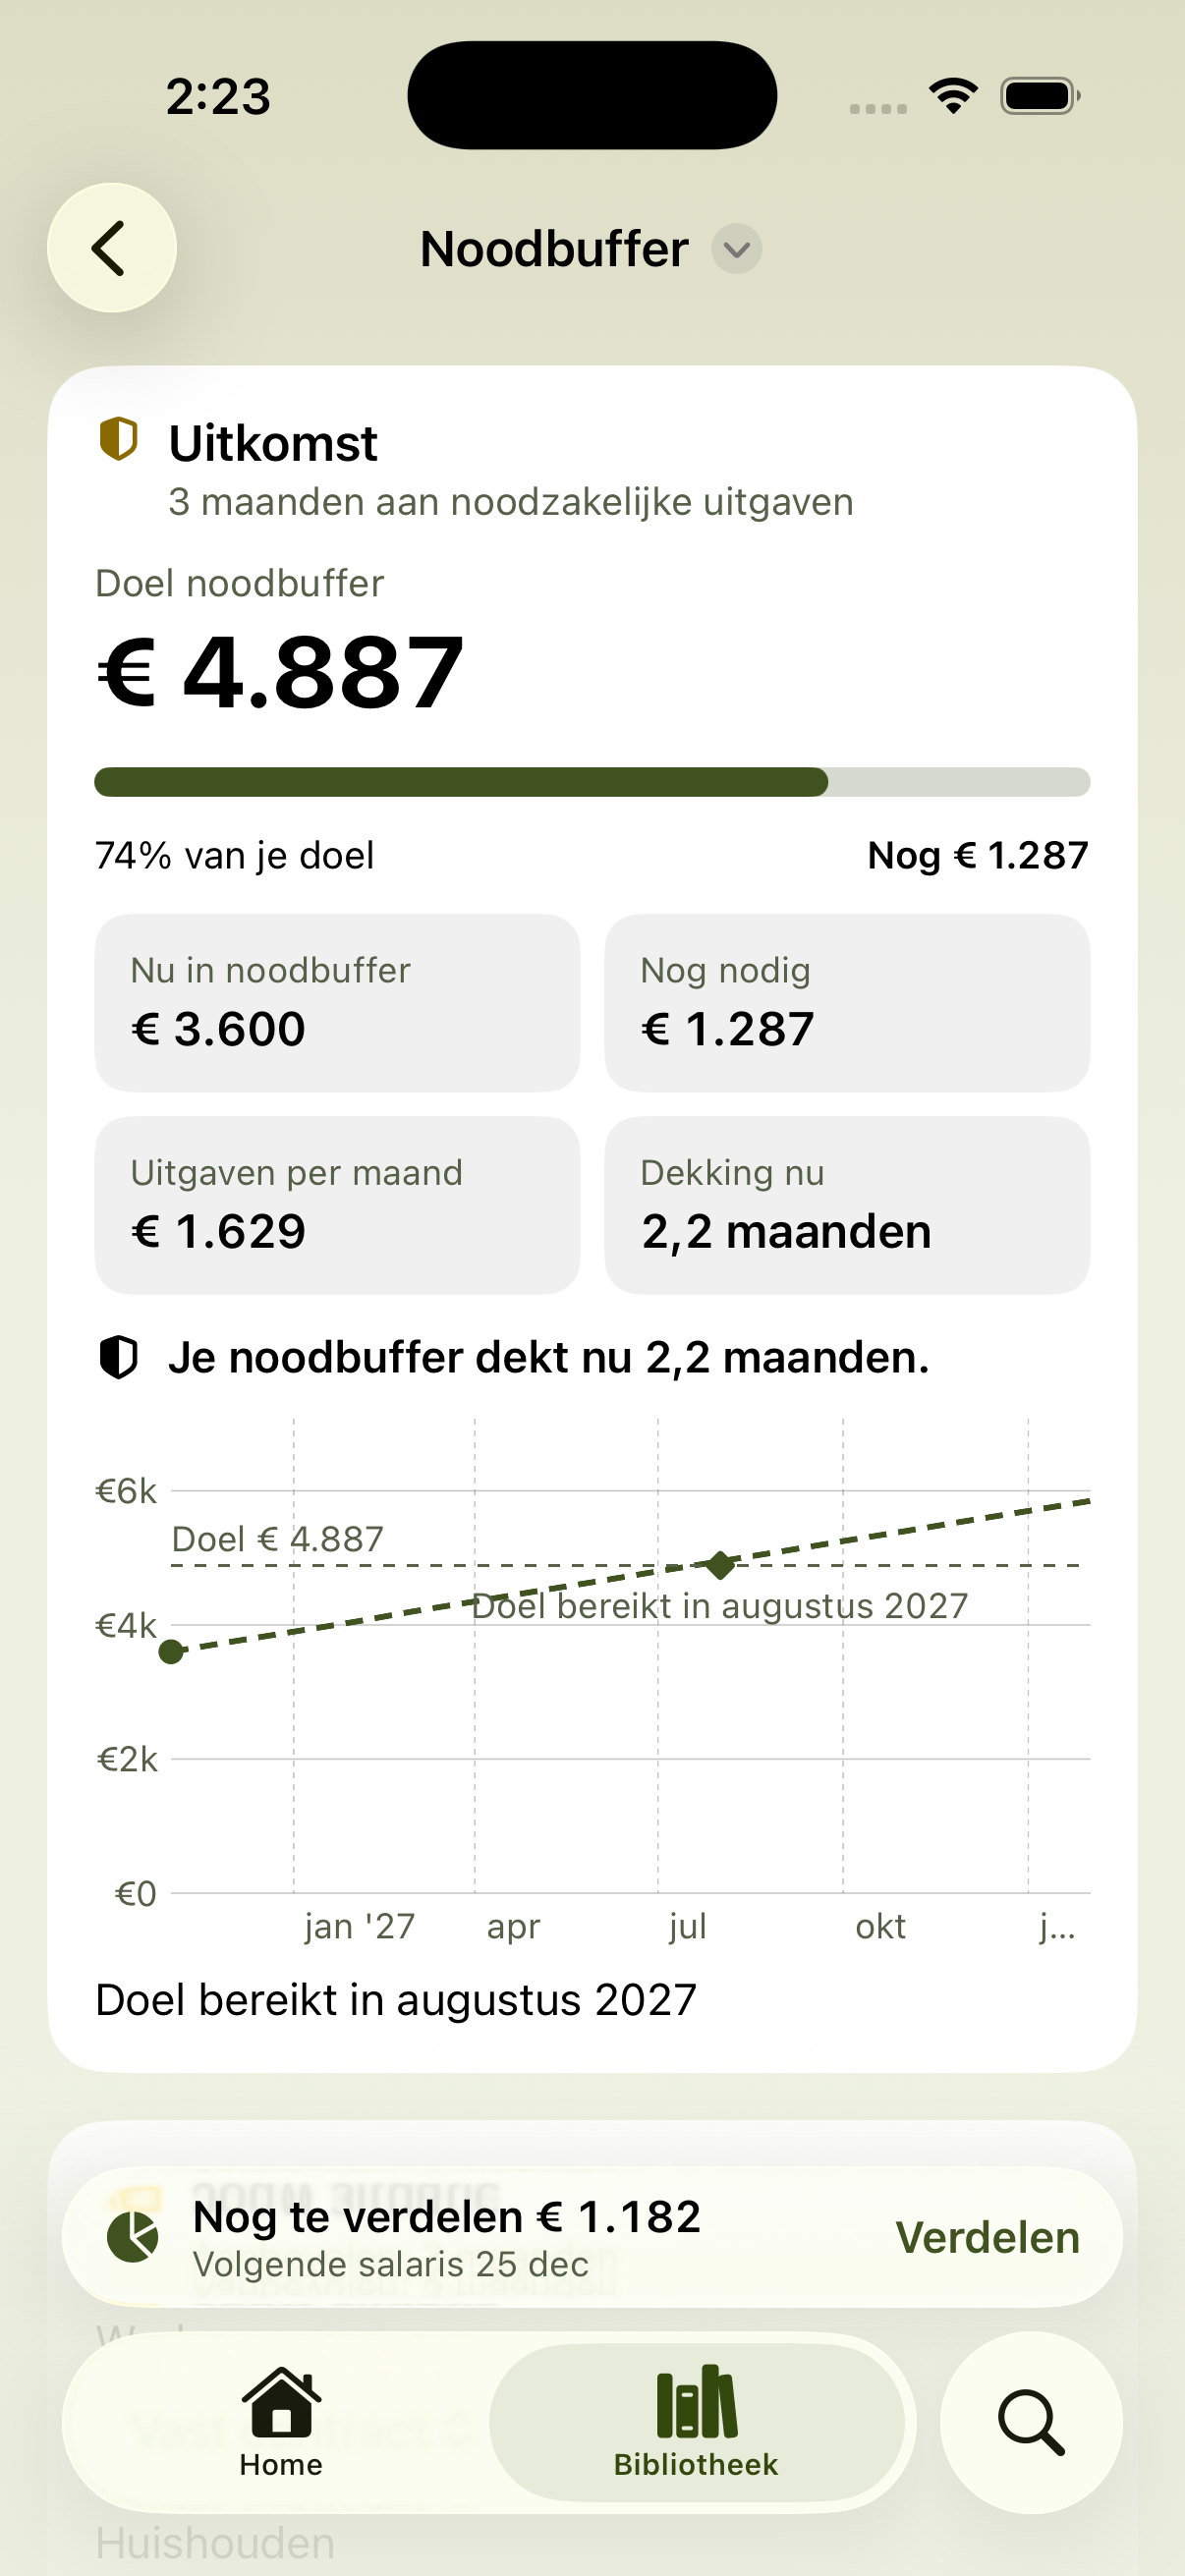 2:23
Noodbuffer
Uitkomst
3 maanden aan noodzakelijke uitgaven
Doel noodbuffer
€ 4.887
74% van je doel
Nog € 1.287
Nu in noodbuffer
€ 3.600
Nog nodig
€ 1.287
Uitgaven per maand
€ 1.629
Dekking nu
2,2 maanden
Je noodbuffer dekt nu 2,2 maanden.
€6k
Doel € 4.887
Doel bereikt in augustus 2027
€4k
€2k
€0
jan '27
apr
jul
okt
j...
Doel bereikt in augustus 2027
Nog te verdelen € 1.182
Volgende salaris 25 dec
Verdelen
Vast contract
Home
Bibliotheek
Huishouden